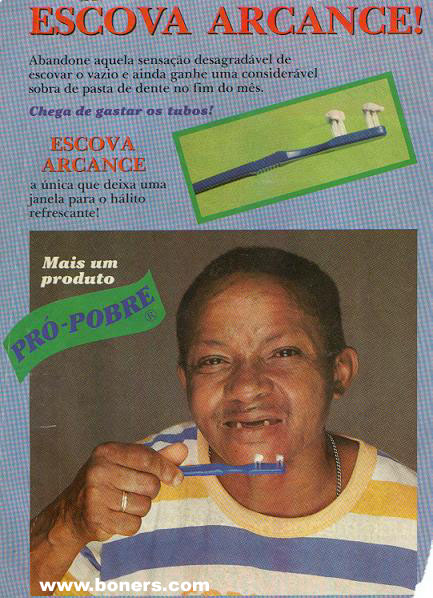 ESCOVA ARCANCE!
Abandone aquela sensação desagradável de
escovar o vazio e ainda ganhe uma considerável
sobra de pasta de dente no fim do mês.
Chega de gastar os tubos!
ESCOVA
ARCANCE
a única que deixa uma
janela para o hálito
refrescante!
Mais um
produto
PRÓ-POBRE®
www.boners.com